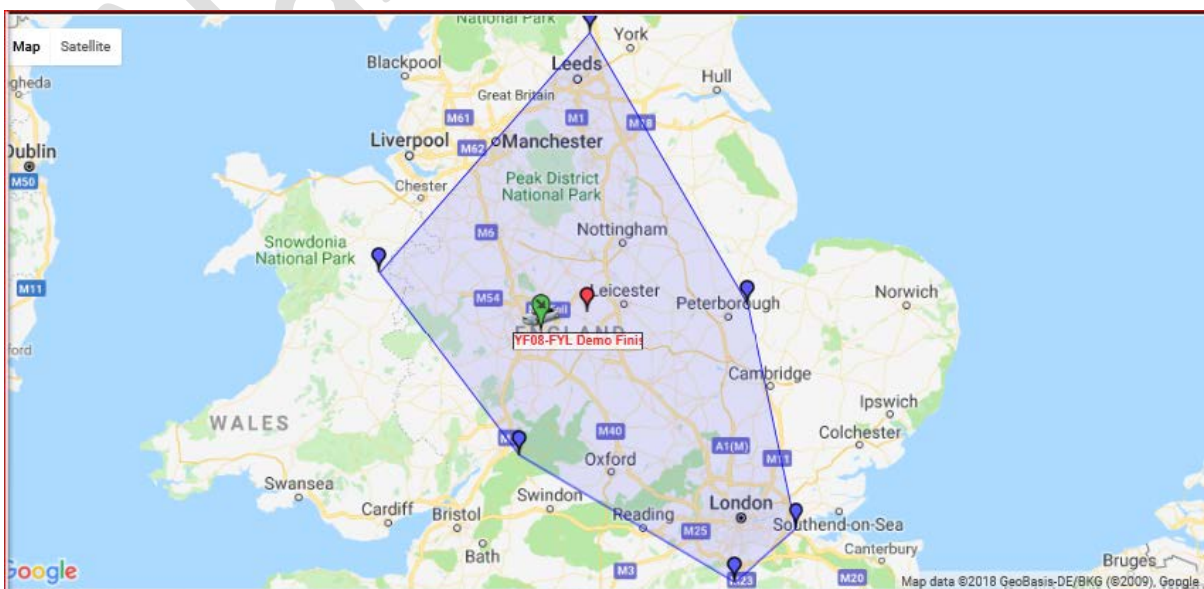 National Park
Map Satellite
York
Blackpool
Leeds
Hull
Great Britain
M61
M1
M18
Liverpool
M62
Manchester
Dublin
M50
Chester
Peak District
National Park
Snowdonia
National Park
M6
Nottingham
M11
M54
Leicester
Peterborough
Norwich
ENGLAND
YF08-FYL Demo Finis
Cambridge
Ipswich
WALES
M40
A1(M)
Colchester
M11
Oxford
Swansea
Swindon
London
Cardiff
Bristol
Reading
M25
Southend-on-Sea
Bath
Canterbury
Bruges
Google
M3
M23
M20
Map data ©2018 GeoBasis-DE/BKG (©2009), Google